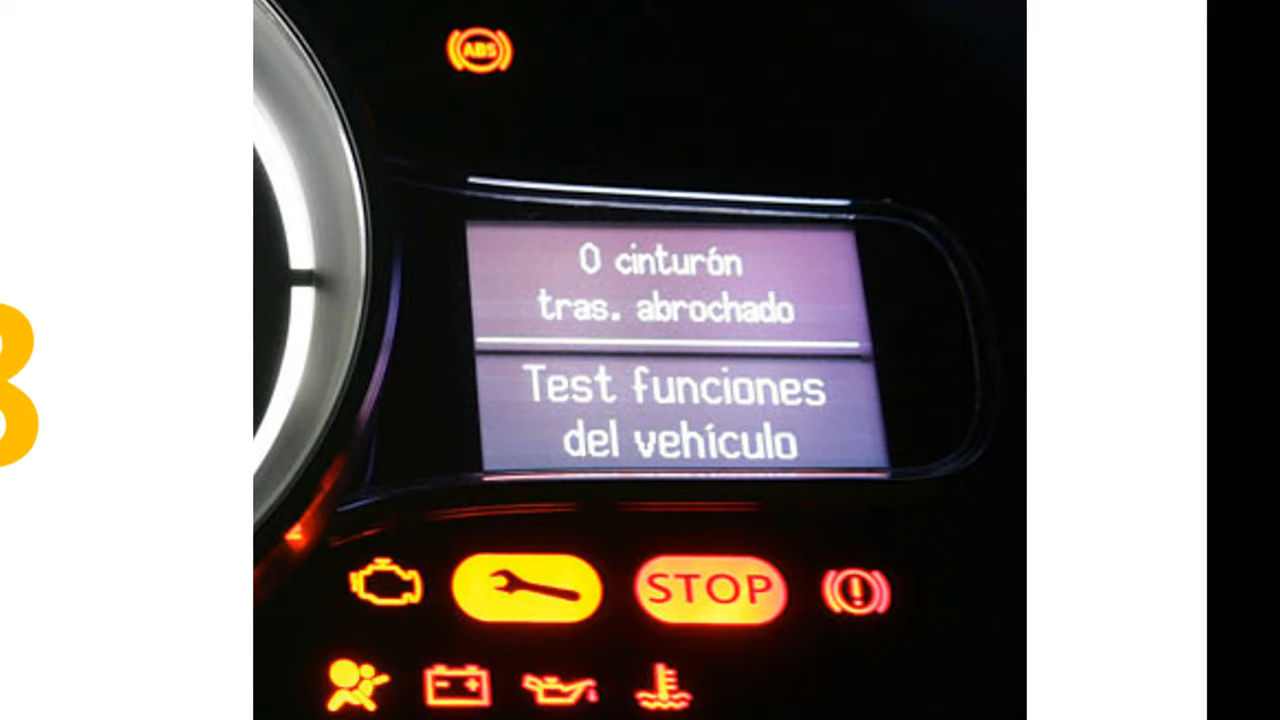 ABS
0 cinturón
tras. abrochado
Test funciones
del vehículo
STOP